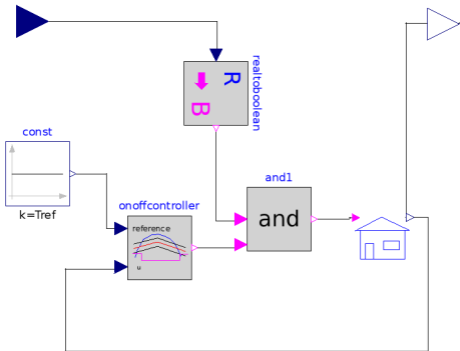 realtoboolean
R
B
const
k=Tref
onoffcontroller
reference
u
and1
and